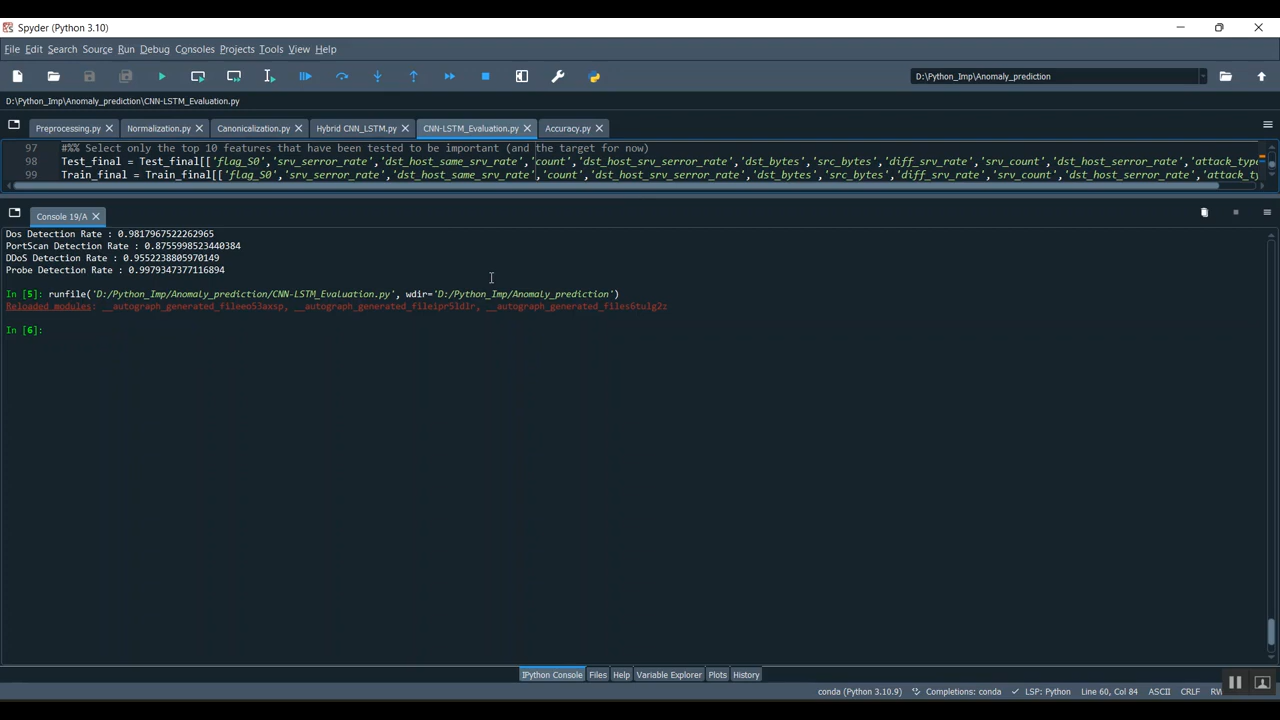 Spyder (Python 3.10)
File Edit Search Source Run Debug Consoles Projects Tools View Help
D:\Python_Imp\Anomaly_prediction
D:\Python_Imp\Anomaly_prediction\CNN-LSTM_Evaluation.py
Preprocessing.py Normalization.py Canonicalization.py Hybrid CNN_LSTM.py CNN-LSTM_Evaluation.py Accuracy.py
97 #%% Select only the top 10 features that have been tested to be important (and the target for now)
98 Test_final = Test_final[['flag_S0','srv_serror_rate','dst_host_same_srv_rate','count','dst_host_srv_serror_rate','dst_bytes','src_bytes','diff_srv_rate','srv_count','dst_host_serror_rate','attack_type
99 Train_final = Train_final[['flag_S0','srv_serror_rate','dst_host_same_srv_rate','count','dst_host_srv_serror_rate','dst_bytes','src_bytes','diff_srv_rate','srv_count','dst_host_serror_rate','attack_ty
Console 19/A
Dos Detection Rate : 0.9817967522262965
PortScan Detection Rate : 0.8755998523440384
DDoS Detection Rate : 0.9552238805970149
Probe Detection Rate : 0.9979347377116894
In [5]: runfile('D:/Python_Imp/Anomaly_prediction/CNN-LSTM_Evaluation.py', wdir='D:/Python_Imp/Anomaly_prediction')
Reloaded modules: __autograph_generated_fileeo53axsp, __autograph_generated_fileipr5ldlr, __autograph_generated_files6tulg2z
In [6]:
IPython Console Files Help Variable Explorer Plots History
conda (Python 3.10.9) Completions: conda LSP: Python Line 60, Col 84 ASCII CRLF RW